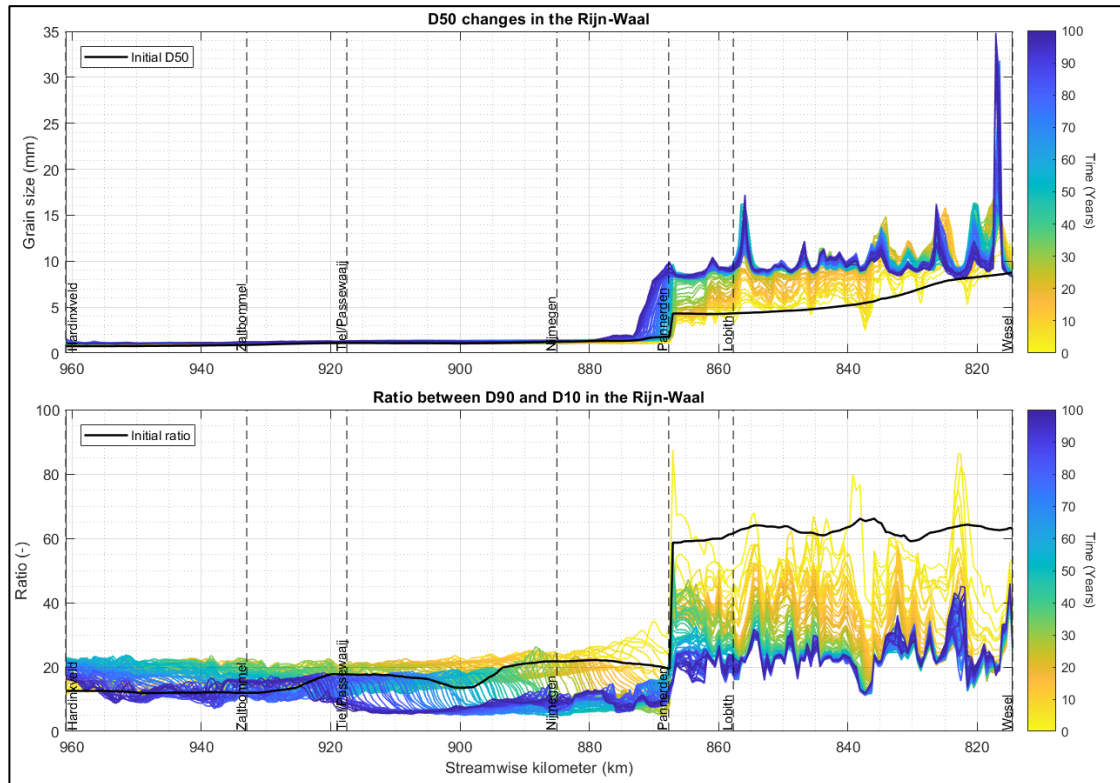 D50 changes in the Rijn-Waal
Initial D50
Grain size (mm)
35
30
25
20
15
10
5
0
Hardinxveld
Zaltbommel
Tiel/Passewaaij
Nijmegen
Pannerden
Lobith
Wesel
960
940
920
900
880
860
840
820
100
90
80
70
60
50
40
30
20
10
0
Time (Years)
Ratio between D90 and D10 in the Rijn-Waal
Initial ratio
Ratio (-)
100
80
60
40
20
0
Hardinxveld
Zaltbommel
Tiel/Passewaaij
Nijmegen
Pannerden
Lobith
Wesel
960
940
920
900
880
860
840
820
Streamwise kilometer (km)
100
90
80
70
60
50
40
30
20
10
0
Time (Years)